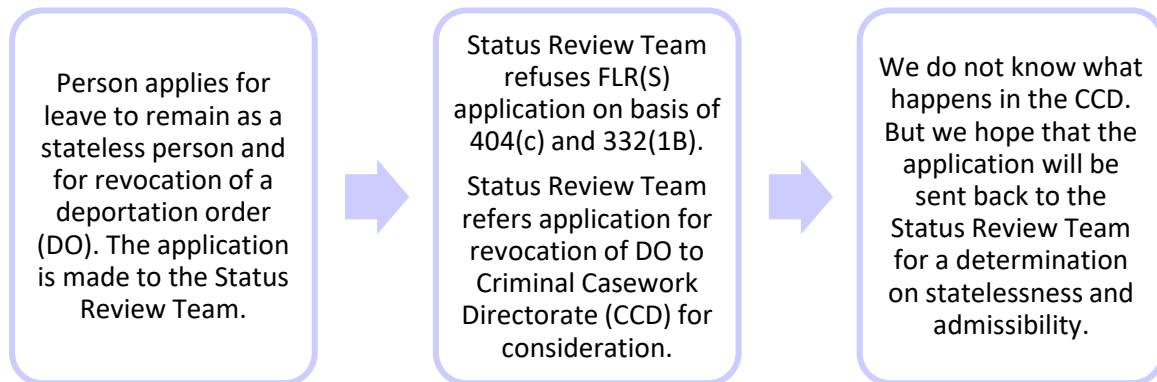 Person applies for
leave to remain as a
stateless person and
for revocation of a
deportation order
(DO). The application
is made to the Status
Review Team.
Status Review Team
refuses FLR(S)
application on basis of
404(c) and 332(1B).
Status Review Team
refers application for
revocation of DO to
Criminal Casework
Directorate (CCD) for
consideration.
We do not know what
happens in the CCD.
But we hope that the
application will be
sent back to the
Status Review Team
for a determination
on statelessness and
admissibility.